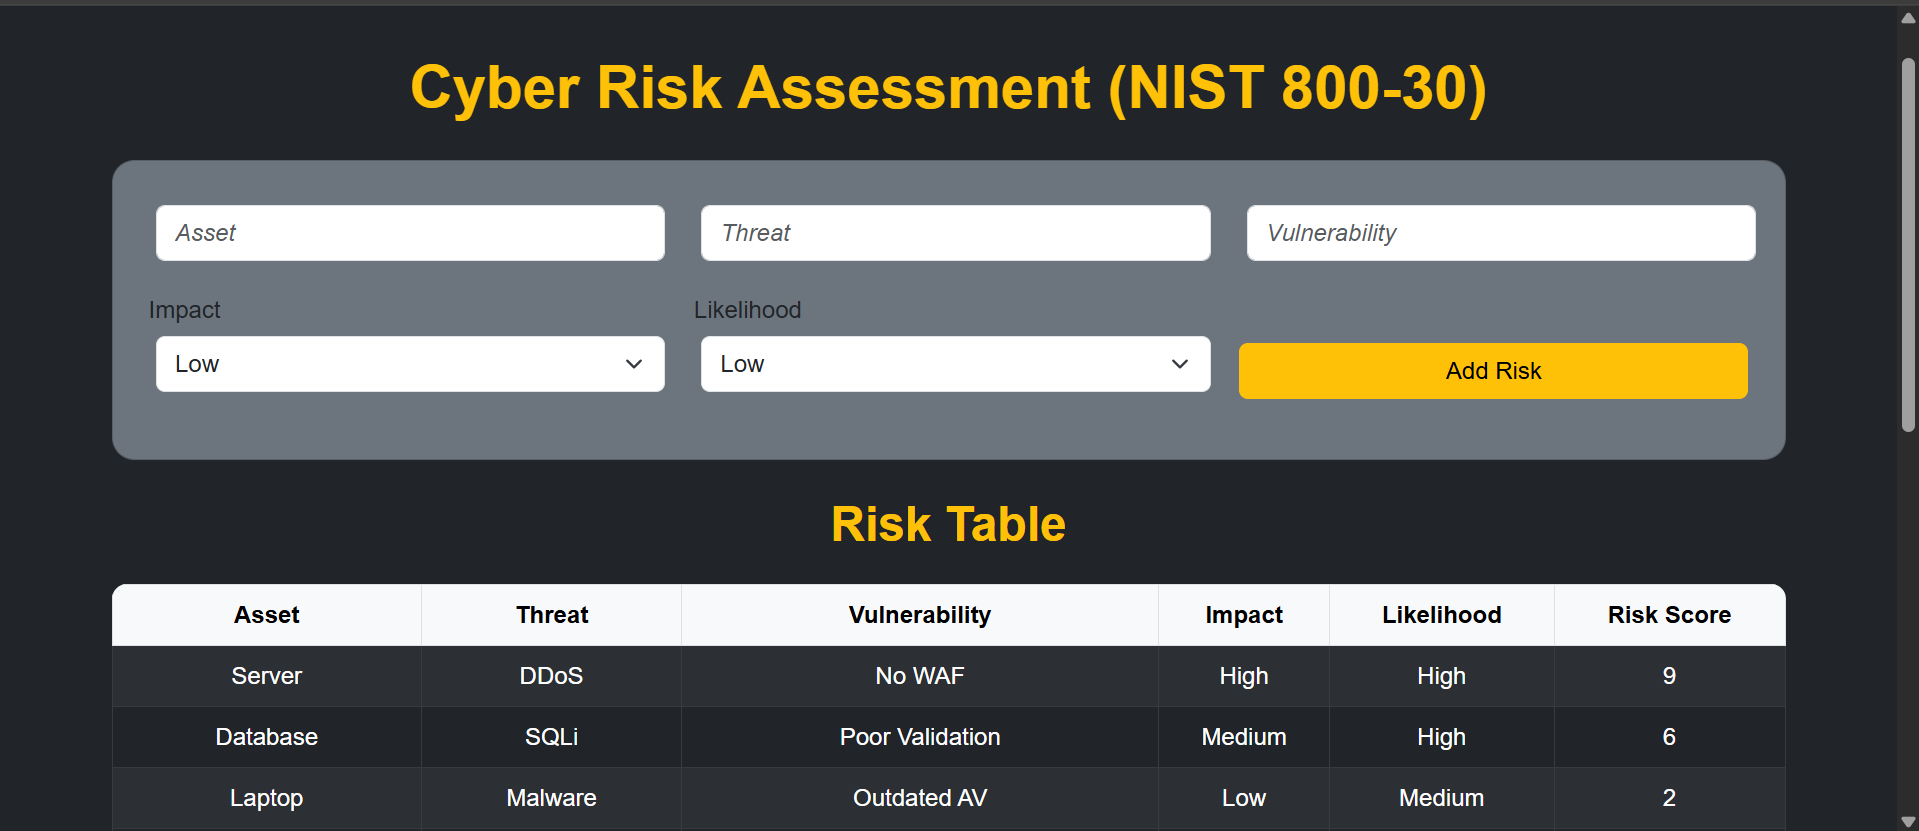 Cyber Risk Assessment (NIST 800-30)
Asset Threat Vulnerability
Impact Likelihood
Low Low Add Risk
Risk Table
Asset Threat Vulnerability Impact Likelihood Risk Score
Server DDoS No WAF High High 9
Database SQLi Poor Validation Medium High 6
Laptop Malware Outdated AV Low Medium 2